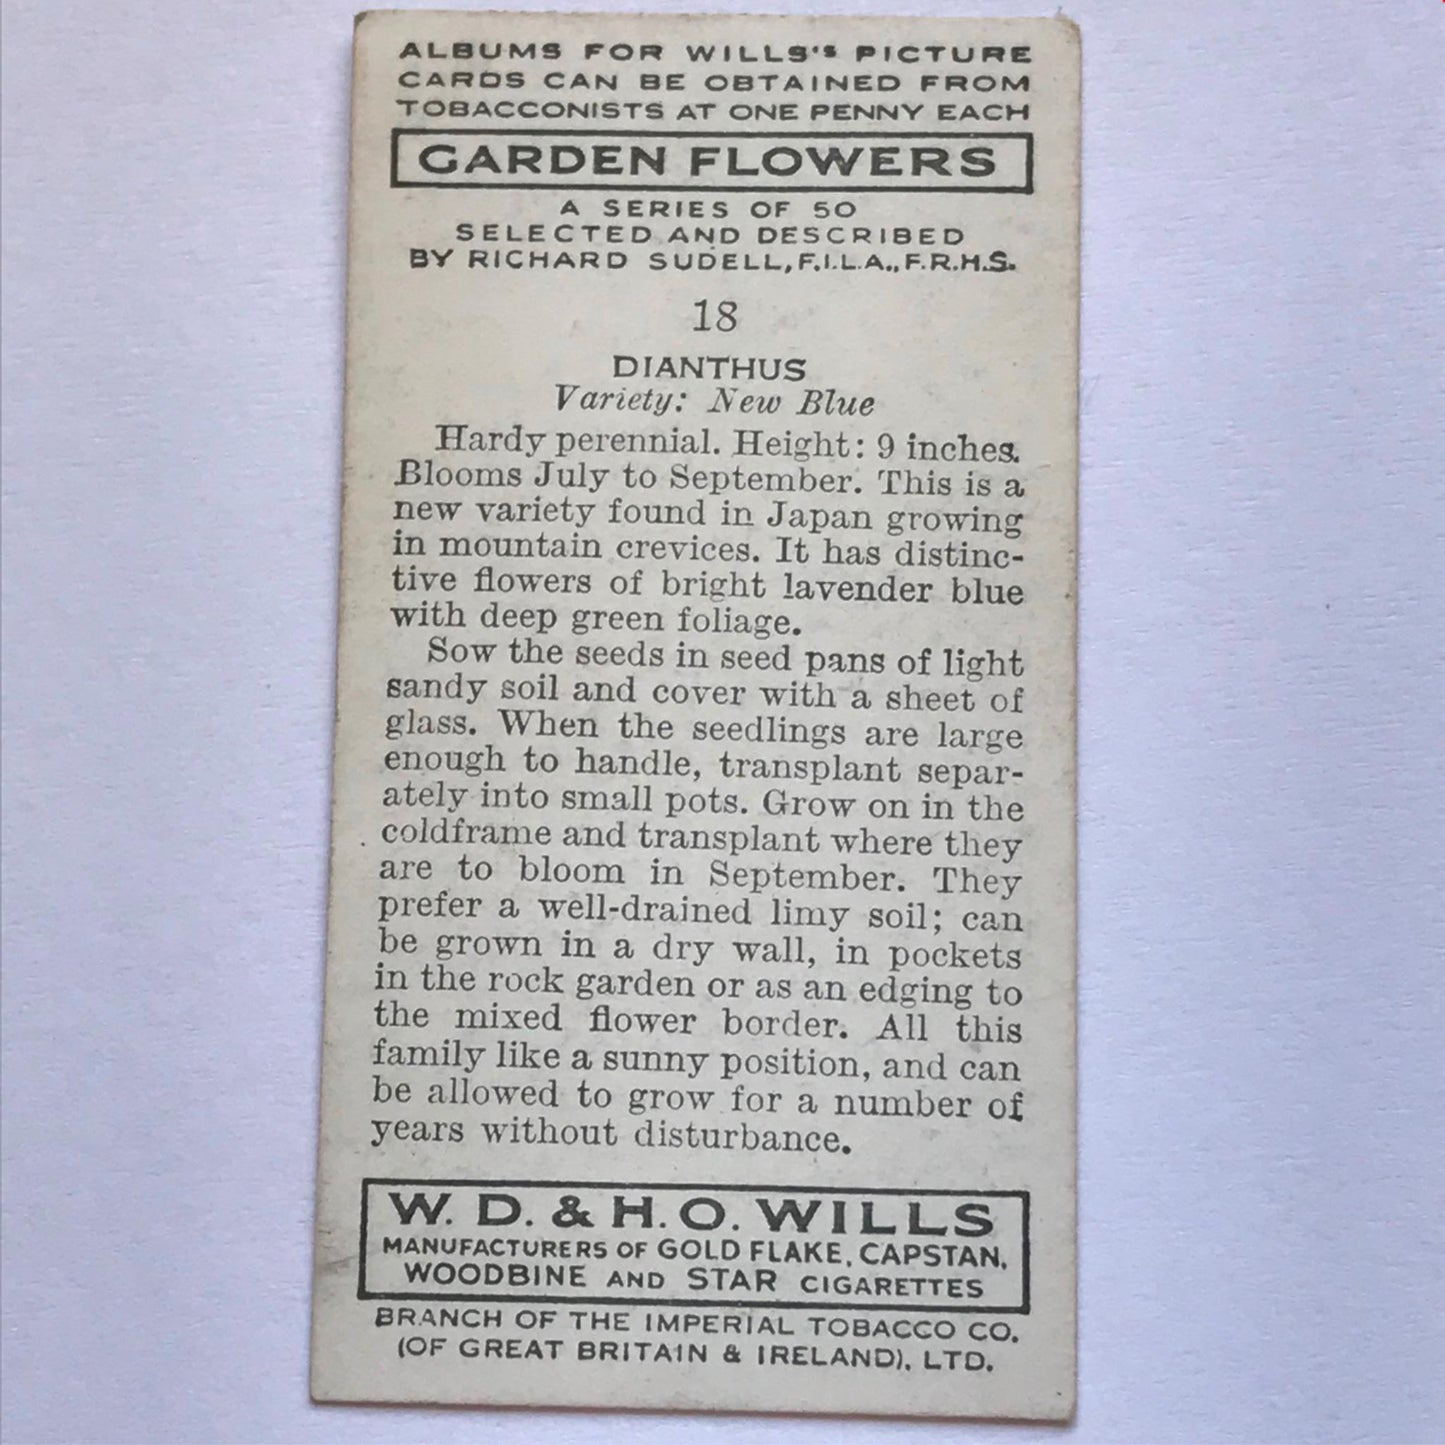 ALBUMS FOR WILLS'S PICTURE
CARDS CAN BE OBTAINED FROM
TOBACCONISTS AT ONE PENNY EACH
GARDEN FLOWERS
A SERIES OF 50
SELECTED AND DESCRIBED
BY RICHARD SUDELL, F.I.L.A., F.R.H.S.
18
DIANTHUS
Variety: New Blue
Hardy perennial. Height: 9 inches.
Blooms July to September. This is a
new variety found in Japan growing
in mountain crevices. It has distinc-
tive flowers of bright lavender blue
with deep green foliage.
Sow the seeds in seed pans of light
sandy soil and cover with a sheet of
glass. When the seedlings are large
enough to handle, transplant separ-
ately into small pots. Grow on in the
coldframe and transplant where they
are to bloom in September. They
prefer a well-drained limy soil; can
be grown in a dry wall, in pockets
in the rock garden or as an edging to
the mixed flower border. All this
family like a sunny position, and can
be allowed to grow for a number of
years without disturbance.
W. D. & H. O. WILLS
MANUFACTURERS OF GOLD FLAKE, CAPSTAN,
WOODBINE AND STAR CIGARETTES
BRANCH OF THE IMPERIAL TOBACCO CO.
(OF GREAT BRITAIN & IRELAND), LTD.